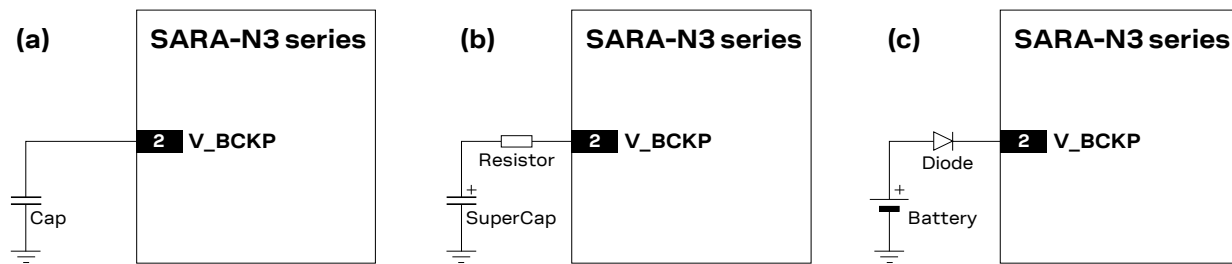 (a) SARA-N3 series
2 V_BCKP
Cap
(b) SARA-N3 series
2 V_BCKP
Resistor
+
SuperCap
(c) SARA-N3 series
2 V_BCKP
Diode
+
Battery